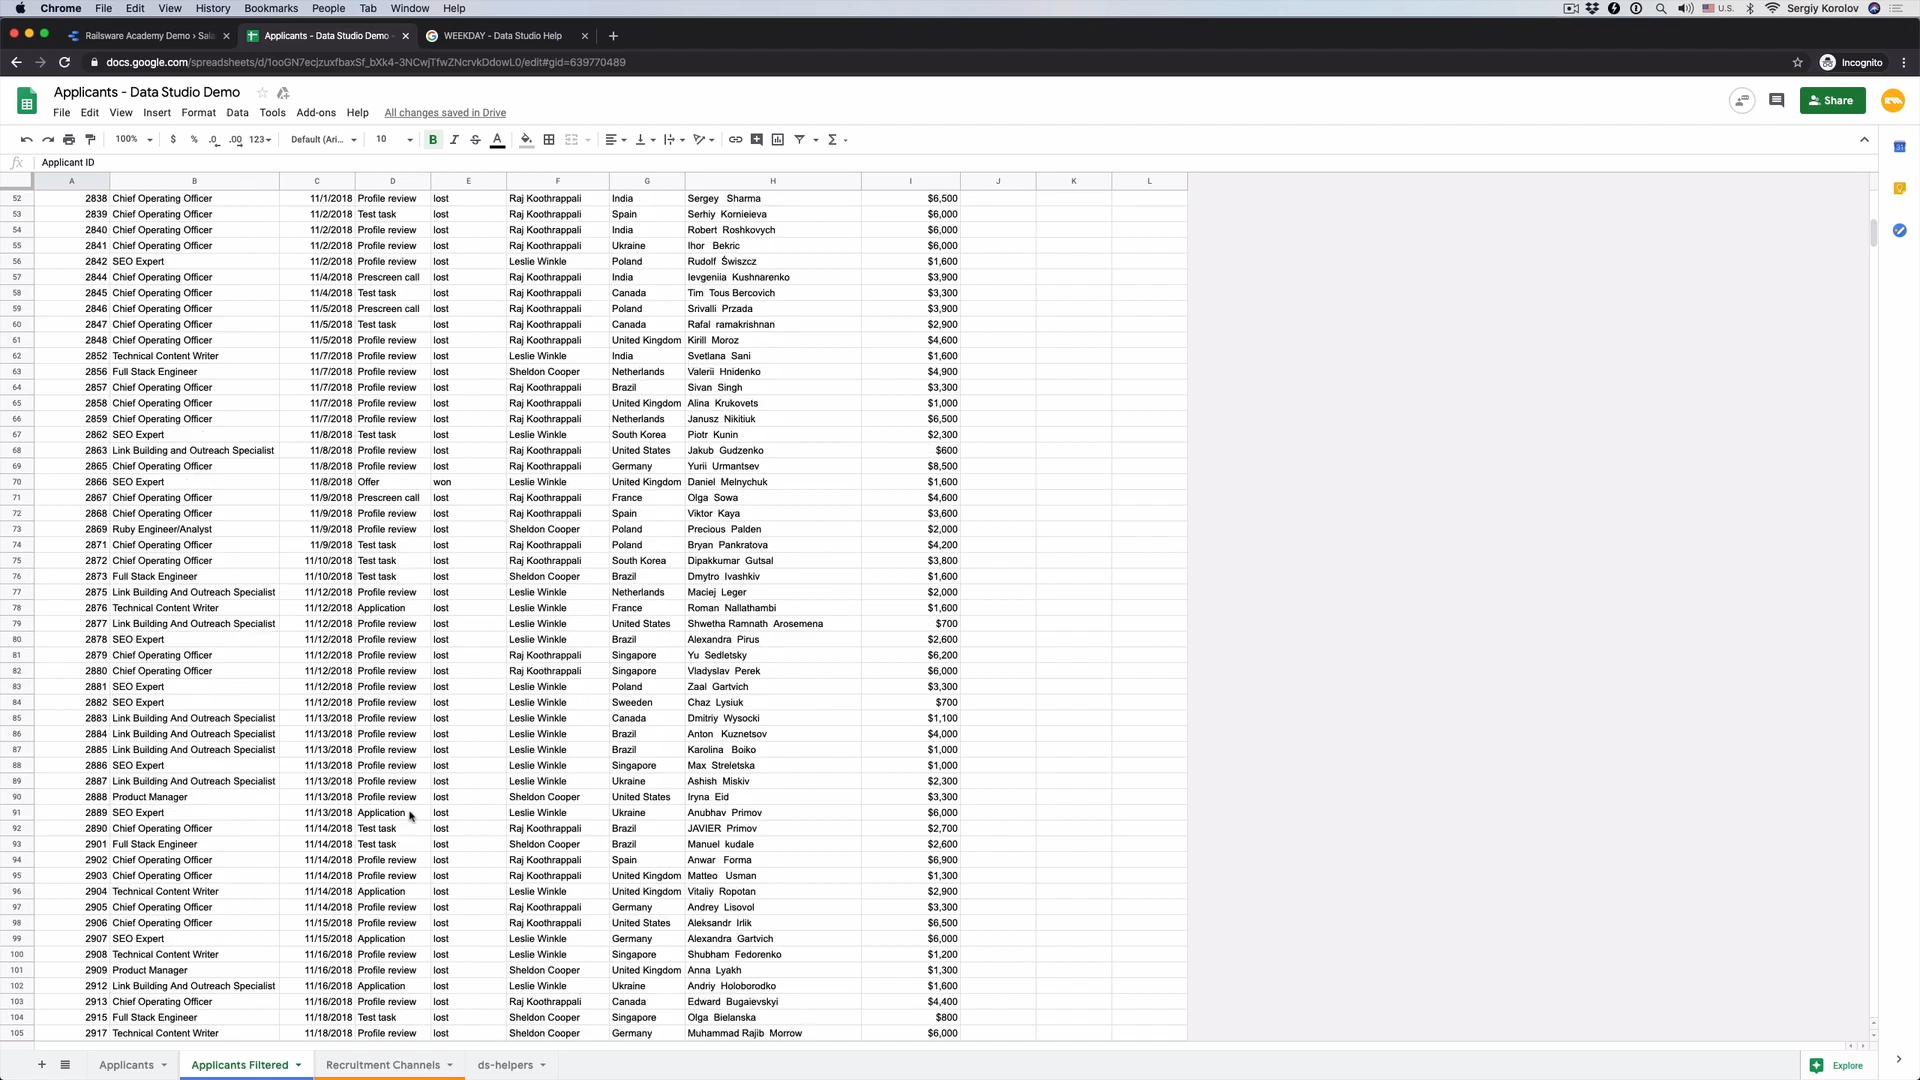 Chrome File Edit View History Bookmarks People Tab Window Help U.S. Sergiy Korolov
Railsware Academy Demo › Sala Applicants - Data Studio Demo WEEKDAY - Data Studio Help
docs.google.com/spreadsheets/d/1ooGN7ecjzuxfbaxSf_bXk4-3NCwjTfwZNcrvkDdowL0/edit#gid=639770489 Incognito
Applicants - Data Studio Demo
File Edit View Insert Format Data Tools Add-ons Help All changes saved in Drive Share
100% $ % .0 .00 123 Default (Ari... 10 B I S A
fx Applicant ID
A B C D E F G H I J K L
52 2838 Chief Operating Officer 11/1/2018 Profile review lost Raj Koothrappali India Sergey Sharma $6,500
53 2839 Chief Operating Officer 11/2/2018 Test task lost Raj Koothrappali Spain Serhiy Kornieieva $6,000
54 2840 Chief Operating Officer 11/2/2018 Profile review lost Raj Koothrappali India Robert Roshkovych $6,000
55 2841 Chief Operating Officer 11/2/2018 Profile review lost Raj Koothrappali Ukraine Ihor Bekric $6,000
56 2842 SEO Expert 11/2/2018 Profile review lost Leslie Winkle Poland Rudolf Świszcz $1,600
57 2844 Chief Operating Officer 11/4/2018 Prescreen call lost Raj Koothrappali India Ievgeniia Kushnarenko $3,900
58 2845 Chief Operating Officer 11/4/2018 Test task lost Raj Koothrappali Canada Tim Tous Bercovich $3,300
59 2846 Chief Operating Officer 11/5/2018 Prescreen call lost Raj Koothrappali Poland Srivalli Przada $3,900
60 2847 Chief Operating Officer 11/5/2018 Test task lost Raj Koothrappali Canada Rafal ramakrishnan $2,900
61 2848 Chief Operating Officer 11/5/2018 Profile review lost Raj Koothrappali United Kingdom Kirill Moroz $4,600
62 2852 Technical Content Writer 11/7/2018 Profile review lost Leslie Winkle India Svetlana Sani $1,600
63 2856 Full Stack Engineer 11/7/2018 Profile review lost Sheldon Cooper Netherlands Valerii Hnidenko $4,900
64 2857 Chief Operating Officer 11/7/2018 Profile review lost Raj Koothrappali Brazil Sivan Singh $3,300
65 2858 Chief Operating Officer 11/7/2018 Profile review lost Raj Koothrappali United Kingdom Alina Krukovets $1,000
66 2859 Chief Operating Officer 11/7/2018 Profile review lost Raj Koothrappali Netherlands Janusz Nikitiuk $6,500
67 2862 SEO Expert 11/8/2018 Test task lost Leslie Winkle South Korea Piotr Kunin $2,300
68 2863 Link Building and Outreach Specialist 11/8/2018 Profile review lost Raj Koothrappali United States Jakub Gudzenko $600
69 2865 Chief Operating Officer 11/8/2018 Profile review lost Raj Koothrappali Germany Yurii Urmantsev $8,500
70 2866 SEO Expert 11/8/2018 Offer won Leslie Winkle United Kingdom Daniel Melnychuk $1,600
71 2867 Chief Operating Officer 11/9/2018 Prescreen call lost Raj Koothrappali France Olga Sowa $4,600
72 2868 Chief Operating Officer 11/9/2018 Profile review lost Raj Koothrappali Spain Viktor Kaya $3,600
73 2869 Ruby Engineer/Analyst 11/9/2018 Profile review lost Sheldon Cooper Poland Precious Palden $2,000
74 2871 Chief Operating Officer 11/9/2018 Test task lost Raj Koothrappali Poland Bryan Pankratova $4,200
75 2872 Chief Operating Officer 11/10/2018 Test task lost Raj Koothrappali South Korea Dipakkumar Gutsal $3,800
76 2873 Full Stack Engineer 11/10/2018 Test task lost Sheldon Cooper Brazil Dmytro Ivashkiv $1,600
77 2875 Link Building And Outreach Specialist 11/12/2018 Profile review lost Leslie Winkle Netherlands Maciej Leger $2,000
78 2876 Technical Content Writer 11/12/2018 Application lost Leslie Winkle France Roman Nallathambi $1,600
79 2877 Link Building And Outreach Specialist 11/12/2018 Profile review lost Leslie Winkle United States Shwetha Ramnath Arosemena $700
80 2878 SEO Expert 11/12/2018 Profile review lost Leslie Winkle Brazil Alexandra Pirus $2,600
81 2879 Chief Operating Officer 11/12/2018 Profile review lost Raj Koothrappali Singapore Yu Sedletsky $6,200
82 2880 Chief Operating Officer 11/12/2018 Profile review lost Raj Koothrappali Singapore Vladyslav Perek $6,000
83 2881 SEO Expert 11/12/2018 Profile review lost Leslie Winkle Poland Zaal Gartvich $3,300
84 2882 SEO Expert 11/12/2018 Profile review lost Leslie Winkle Sweeden Chaz Lysiuk $700
85 2883 Link Building And Outreach Specialist 11/13/2018 Profile review lost Leslie Winkle Canada Dmitriy Wysocki $1,100
86 2884 Link Building And Outreach Specialist 11/13/2018 Profile review lost Leslie Winkle Brazil Anton Kuznetsov $4,000
87 2885 Link Building And Outreach Specialist 11/13/2018 Profile review lost Leslie Winkle Brazil Karolina Boiko $1,000
88 2886 SEO Expert 11/13/2018 Profile review lost Leslie Winkle Singapore Max Streletska $1,000
89 2887 Link Building And Outreach Specialist 11/13/2018 Profile review lost Leslie Winkle Ukraine Ashish Miskiv $2,300
90 2888 Product Manager 11/13/2018 Profile review lost Sheldon Cooper United States Iryna Eid $3,300
91 2889 SEO Expert 11/13/2018 Application lost Leslie Winkle Ukraine Anubhav Primov $6,000
92 2890 Chief Operating Officer 11/14/2018 Test task lost Raj Koothrappali Brazil JAVIER Primov $2,700
93 2901 Full Stack Engineer 11/14/2018 Test task lost Sheldon Cooper Brazil Manuel kudale $2,600
94 2902 Chief Operating Officer 11/14/2018 Profile review lost Raj Koothrappali Spain Anwar Forma $6,900
95 2903 Chief Operating Officer 11/14/2018 Profile review lost Raj Koothrappali United Kingdom Matteo Usman $1,300
96 2904 Technical Content Writer 11/14/2018 Application lost Leslie Winkle United Kingdom Vitaliy Ropotan $2,900
97 2905 Chief Operating Officer 11/14/2018 Profile review lost Raj Koothrappali Germany Andrey Lisovol $3,300
98 2906 Chief Operating Officer 11/15/2018 Profile review lost Raj Koothrappali United States Aleksandr Irlik $6,500
99 2907 SEO Expert 11/15/2018 Application lost Leslie Winkle Germany Alexandra Gartvich $6,000
100 2908 Technical Content Writer 11/16/2018 Profile review lost Leslie Winkle Singapore Shubham Fedorenko $1,200
101 2909 Product Manager 11/16/2018 Profile review lost Sheldon Cooper United Kingdom Anna Lyakh $1,300
102 2912 Link Building And Outreach Specialist 11/16/2018 Application lost Leslie Winkle Ukraine Andriy Holoborodko $1,600
103 2913 Chief Operating Officer 11/16/2018 Profile review lost Raj Koothrappali Canada Edward Bugaievskyi $4,400
104 2915 Full Stack Engineer 11/18/2018 Test task lost Sheldon Cooper Singapore Olga Bielanska $800
105 2917 Technical Content Writer 11/18/2018 Profile review lost Sheldon Cooper Germany Muhammad Rajib Morrow $6,000
Applicants Applicants Filtered Recruitment Channels ds-helpers Explore